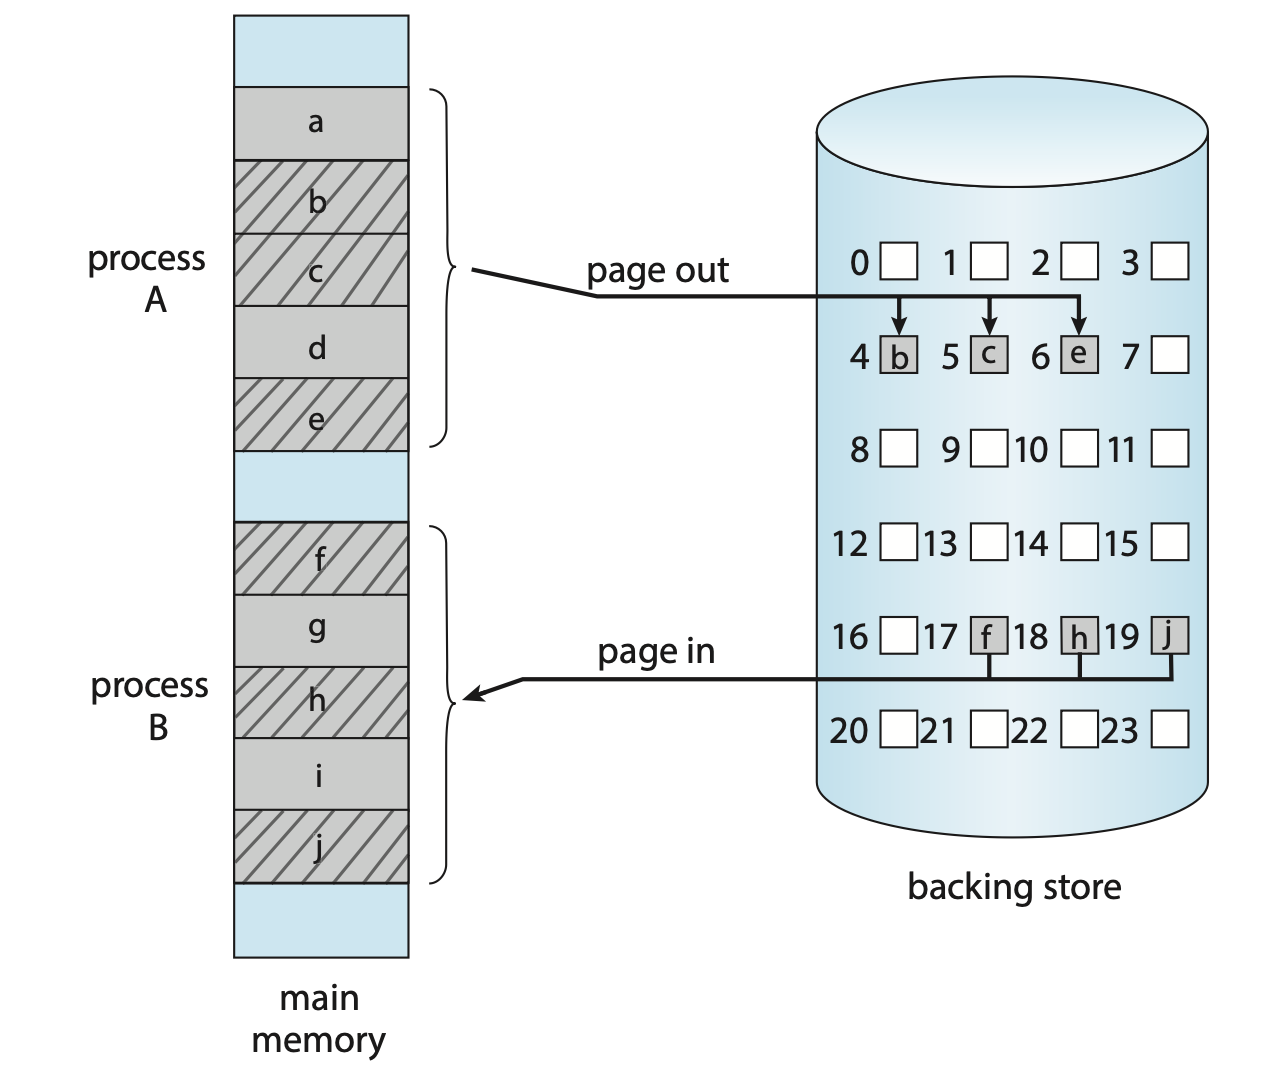 a
b
process
A
c
d
e
page out
0 1 2 3
4 b 5 c 6 e 7
8 9 10 11
12 13 14 15
f
g
process
B
h
i
j
page in
16 17 f 18 h 19 j
20 21 22 23
backing store
main
memory